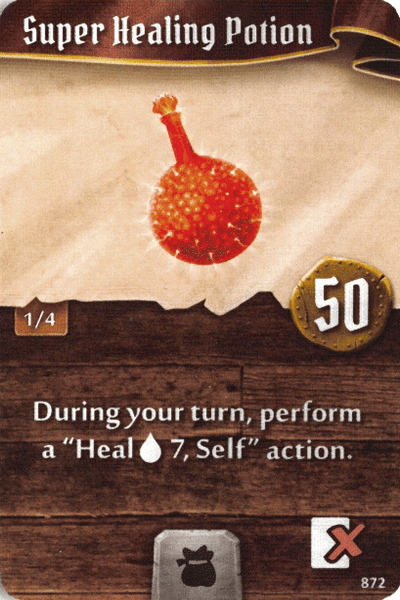 Super Healing Potion
1/4
50
During your turn, perform
a “Heal 7, Self” action.
872